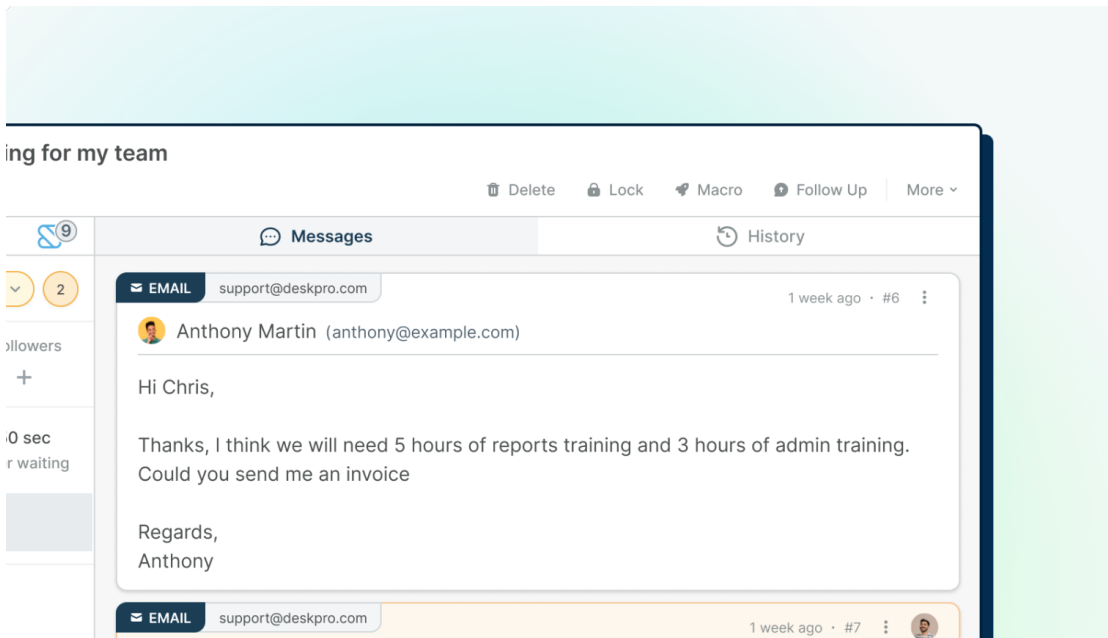 ing for my team
Delete
Lock
Macro
Follow Up
More
9
Messages
History
2
EMAIL
support@deskpro.com
1 week ago · #6
Anthony Martin (anthony@example.com)
ollowers
+
Hi Chris,
0 sec
r waiting
Thanks, I think we will need 5 hours of reports training and 3 hours of admin training.
Could you send me an invoice
Regards,
Anthony
EMAIL
support@deskpro.com
1 week ago · #7